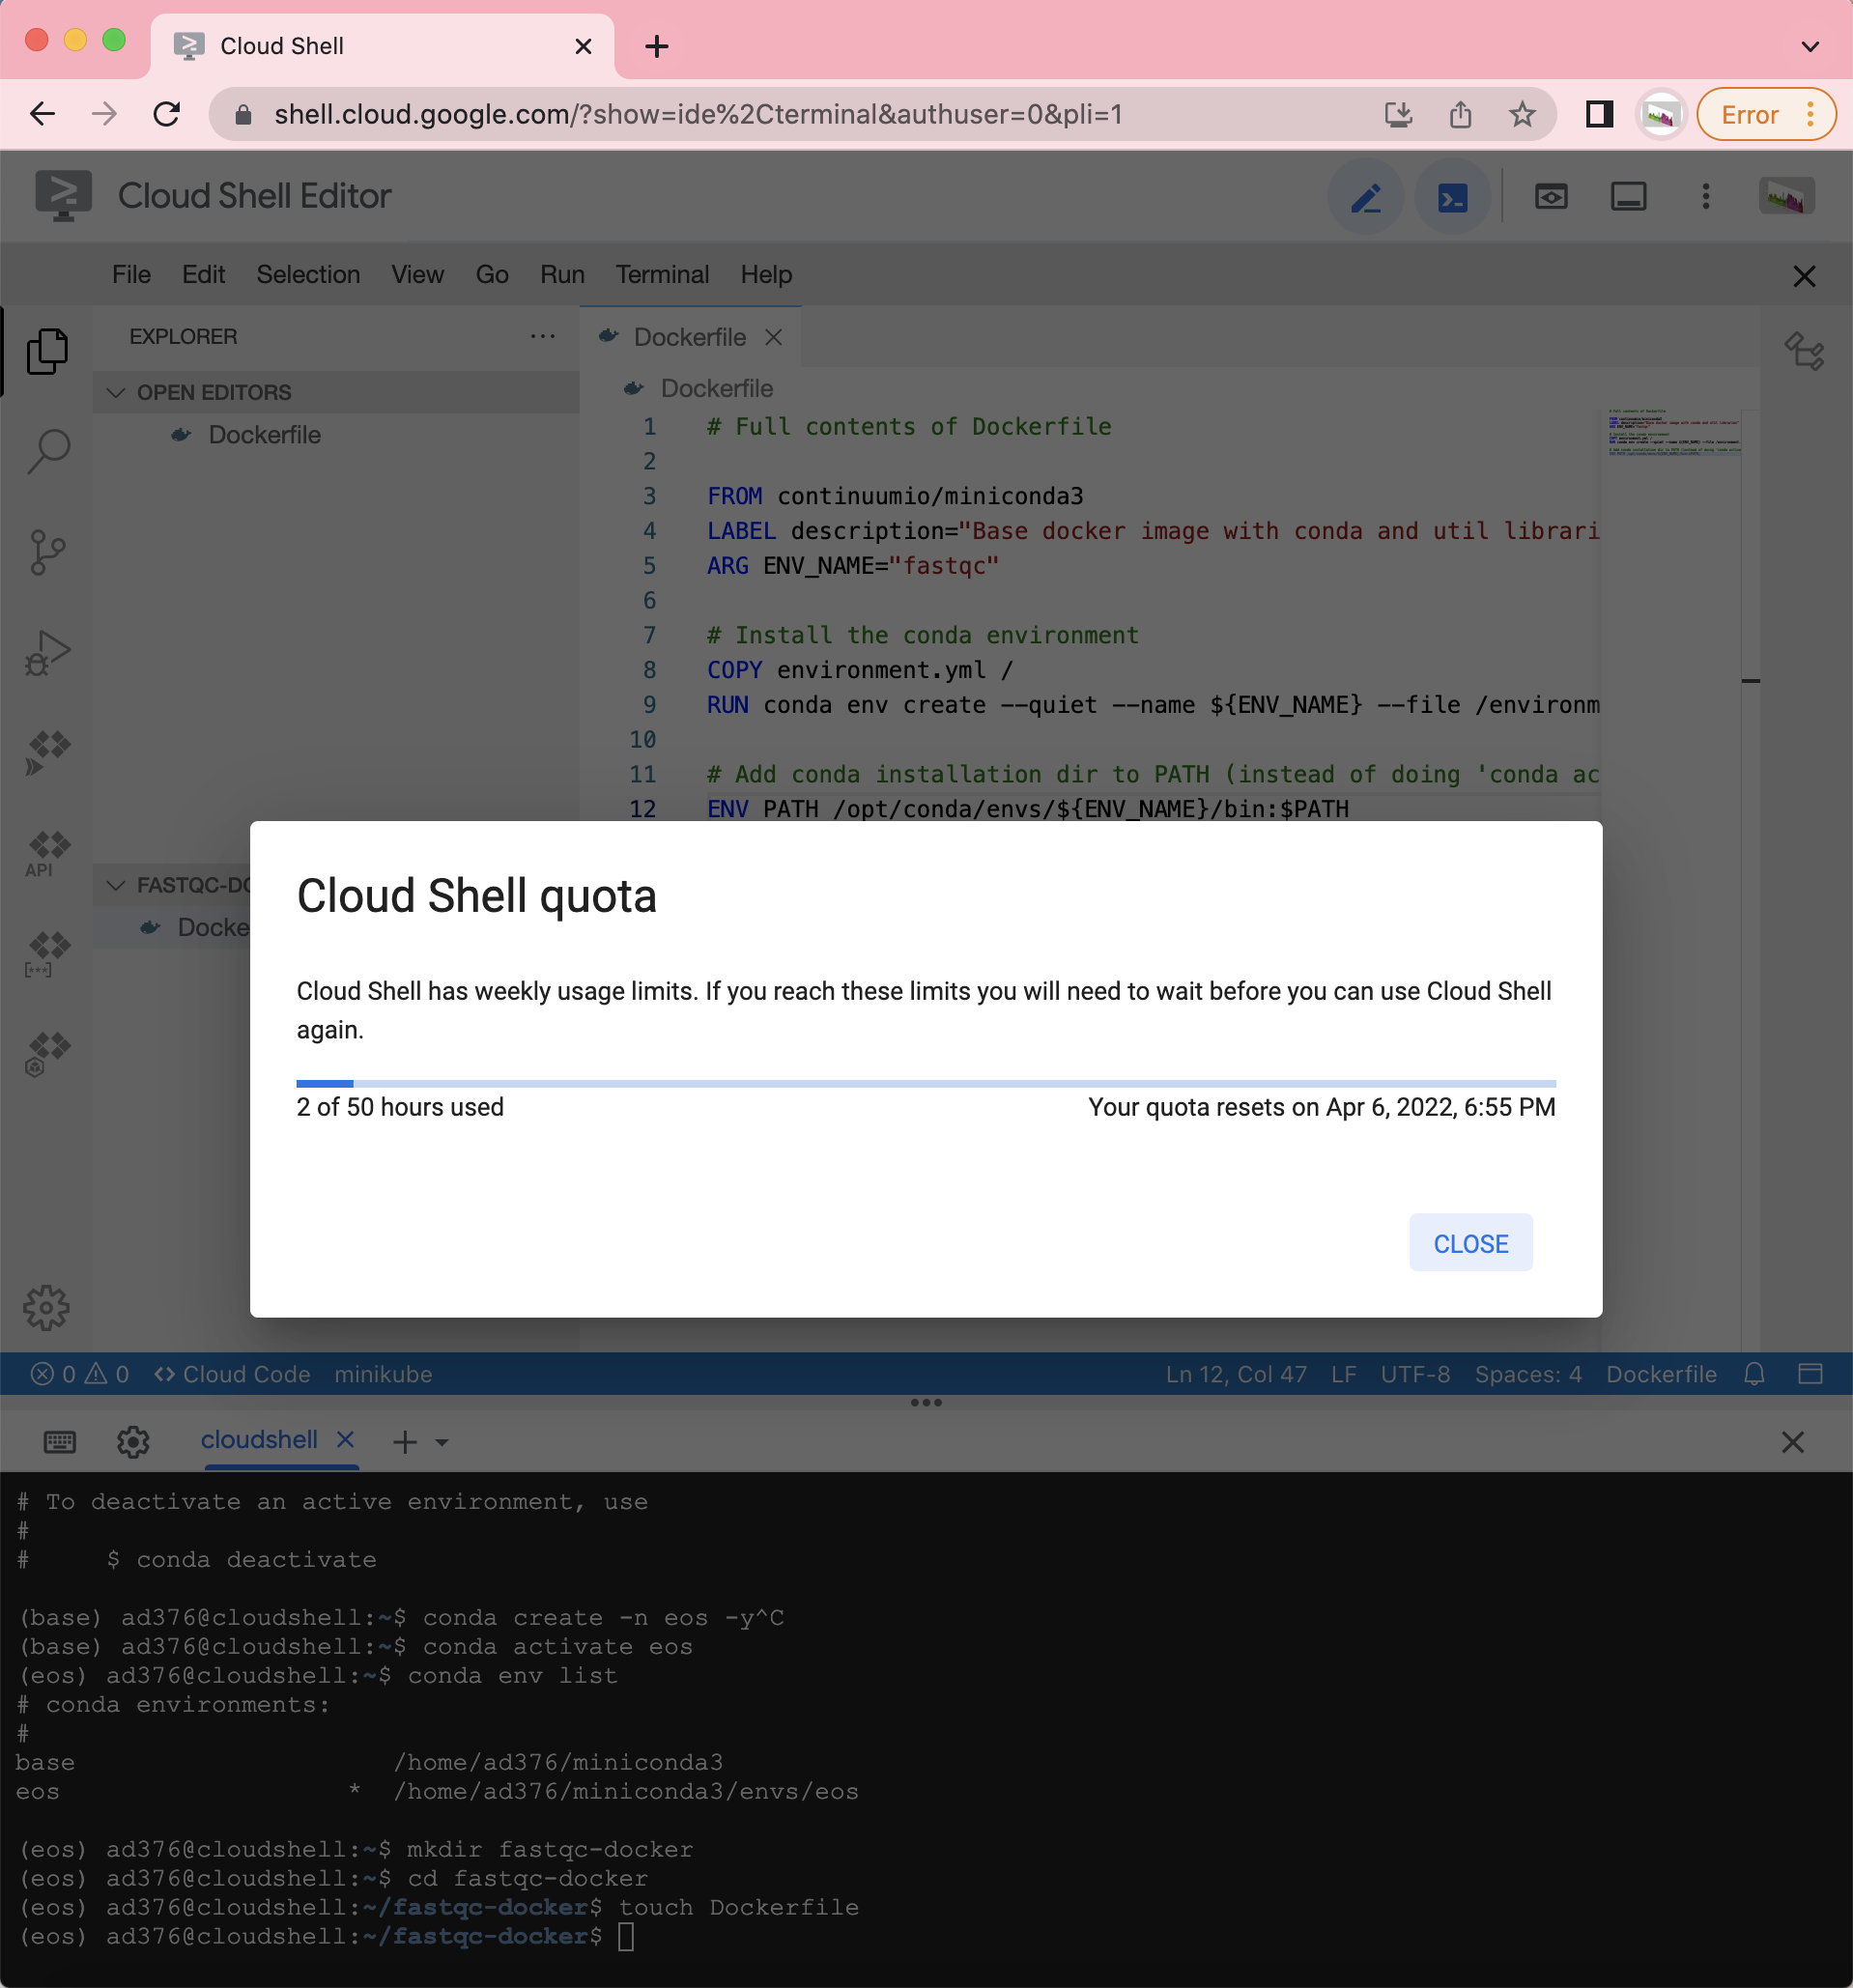 Cloud Shell
shell.cloud.google.com/?show=ide%2Cterminal&authuser=0&pli=1
Error
Cloud Shell Editor
File Edit Selection View Go Run Terminal Help
EXPLORER
OPEN EDITORS
Dockerfile
FASTQC-DO
Docke
API
Dockerfile
Dockerfile
1 # Full contents of Dockerfile
2
3 FROM continuumio/miniconda3
4 LABEL description="Base docker image with conda and util librari
5 ARG ENV_NAME="fastqc"
6
7 # Install the conda environment
8 COPY environment.yml /
9 RUN conda env create --quiet --name ${ENV_NAME} --file /environm
10
11 # Add conda installation dir to PATH (instead of doing 'conda ac
12 ENV PATH /opt/conda/envs/${ENV_NAME}/bin:$PATH
Cloud Shell quota
Cloud Shell has weekly usage limits. If you reach these limits you will need to wait before you can use Cloud Shell
again.
2 of 50 hours used Your quota resets on Apr 6, 2022, 6:55 PM
CLOSE
0 0 Cloud Code minikube Ln 12, Col 47 LF UTF-8 Spaces: 4 Dockerfile
cloudshell
# To deactivate an active environment, use
#
# $ conda deactivate
(base) ad376@cloudshell:~$ conda create -n eos -y^C
(base) ad376@cloudshell:~$ conda activate eos
(eos) ad376@cloudshell:~$ conda env list
# conda environments:
#
base /home/ad376/miniconda3
eos * /home/ad376/miniconda3/envs/eos
(eos) ad376@cloudshell:~$ mkdir fastqc-docker
(eos) ad376@cloudshell:~$ cd fastqc-docker
(eos) ad376@cloudshell:~/fastqc-docker$ touch Dockerfile
(eos) ad376@cloudshell:~/fastqc-docker$